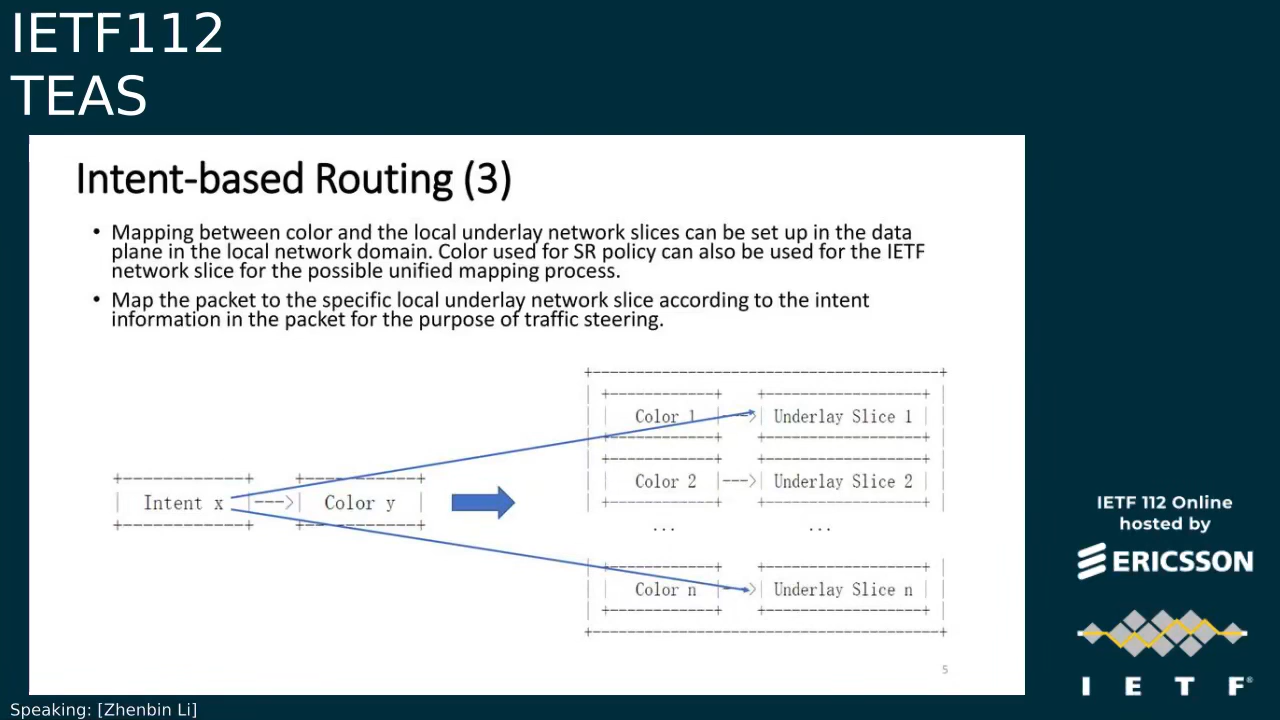 IETF112
TEAS
Intent-based Routing (3)
• Mapping between color and the local underlay network slices can be set up in the data
plane in the local network domain. Color used for SR policy can also be used for the IETF
network slice for the possible unified mapping process.
• Map the packet to the specific local underlay network slice according to the intent
information in the packet for the purpose of traffic steering.
Color 1 Underlay Slice 1
Color 2 Underlay Slice 2
Intent x Color y
... ...
Color n Underlay Slice n
5
IETF 112 Online
hosted by
ERICSSON
I E T F®
Speaking: [Zhenbin Li]